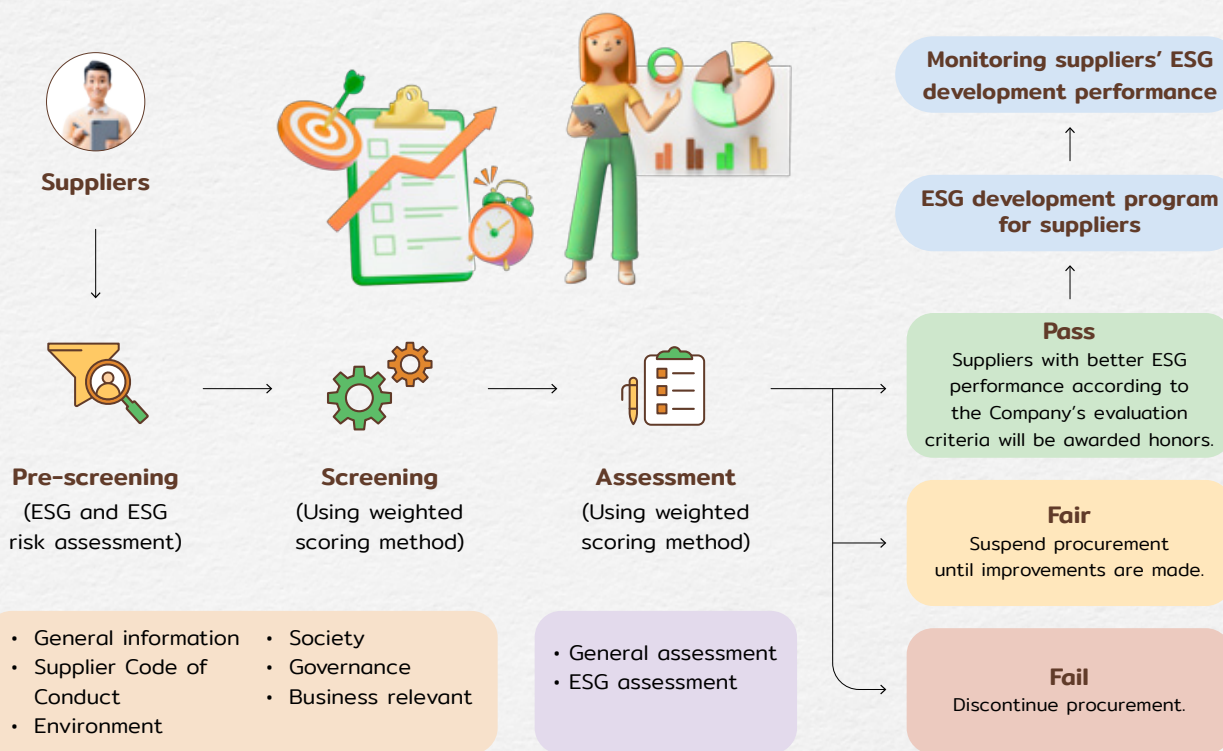 Suppliers
Pre-screening
(ESG and ESG
risk assessment)
Screening
(Using weighted
scoring method)
Assessment
(Using weighted
scoring method)
• General information
• Supplier Code of
Conduct
• Environment
• Society
• Governance
• Business relevant
• General assessment
• ESG assessment
Monitoring suppliers’ ESG
development performance
ESG development program
for suppliers
Pass
Suppliers with better ESG
performance according to
the Company’s evaluation
criteria will be awarded honors.
Fair
Suspend procurement
until improvements are made.
Fail
Discontinue procurement.